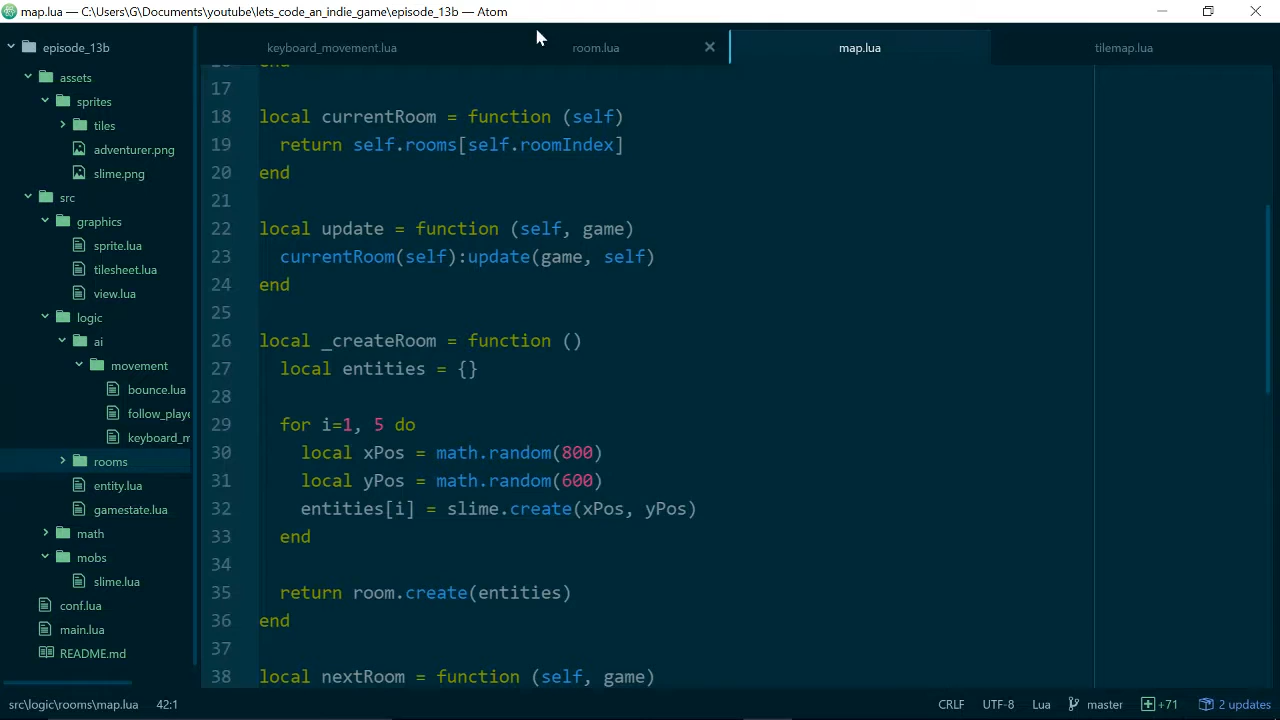 map.lua — C:\Users\G\Documents\youtube\lets_code_an_indie_game\episode_13b — Atom
episode_13b
assets
sprites
tiles
adventurer.png
slime.png
src
graphics
sprite.lua
tilesheet.lua
view.lua
logic
ai
movement
bounce.lua
follow_playe
keyboard_m
rooms
entity.lua
gamestate.lua
math
mobs
slime.lua
conf.lua
main.lua
README.md
keyboard_movement.lua
room.lua
map.lua
tilemap.lua
16 end
17
18 local currentRoom = function (self)
19 return self.rooms[self.roomIndex]
20 end
21
22 local update = function (self, game)
23 currentRoom(self):update(game, self)
24 end
25
26 local _createRoom = function ()
27 local entities = {}
28
29 for i=1, 5 do
30 local xPos = math.random(800)
31 local yPos = math.random(600)
32 entities[i] = slime.create(xPos, yPos)
33 end
34
35 return room.create(entities)
36 end
37
38 local nextRoom = function (self, game)
src\logic\rooms\map.lua 42:1
CRLF UTF-8 Lua master +71 2 updates